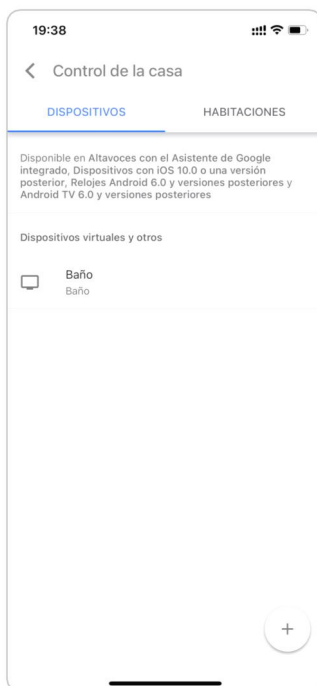 19:38
Control de la casa
DISPOSITIVOS
HABITACIONES
Disponible en Altavoces con el Asistente de Google
integrado, Dispositivos con iOS 10.0 o una versión
posterior, Relojes Android 6.0 y versiones posteriores y
Android TV 6.0 y versiones posteriores
Dispositivos virtuales y otros
Baño
Baño